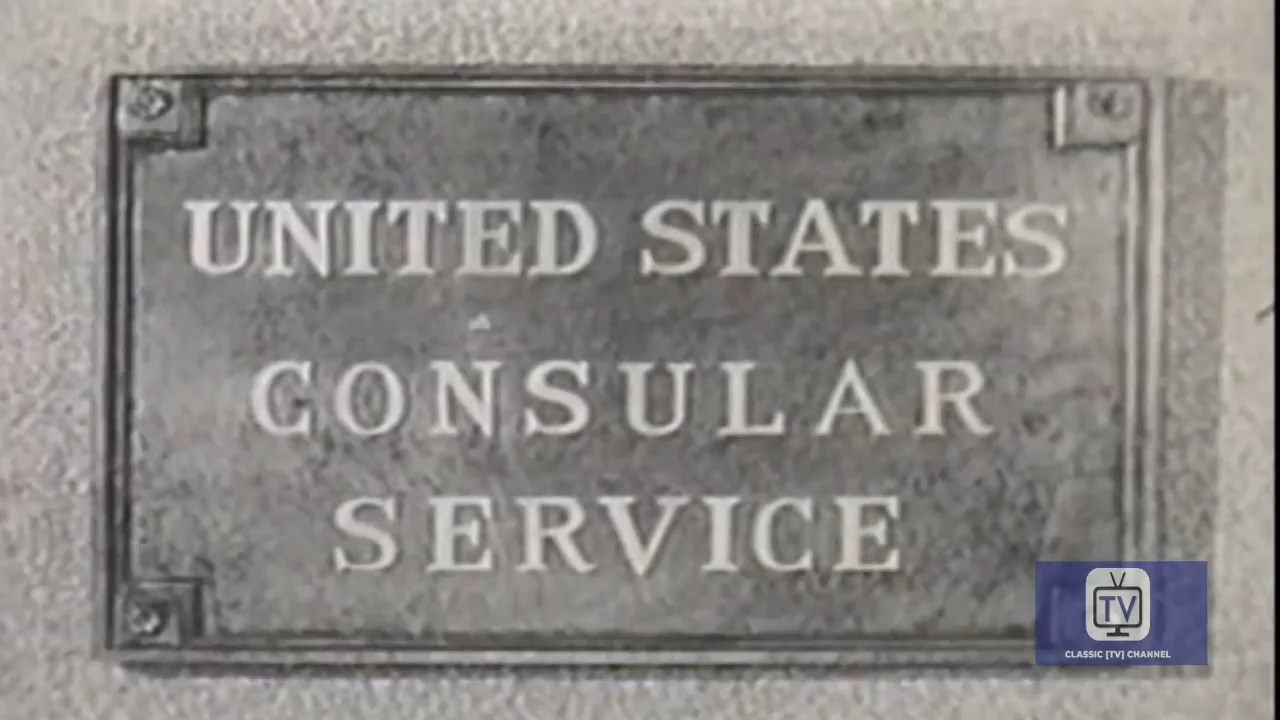 UNITED STATES
CONSULAR
SERVICE
TV
CLASSIC [TV] CHANNEL